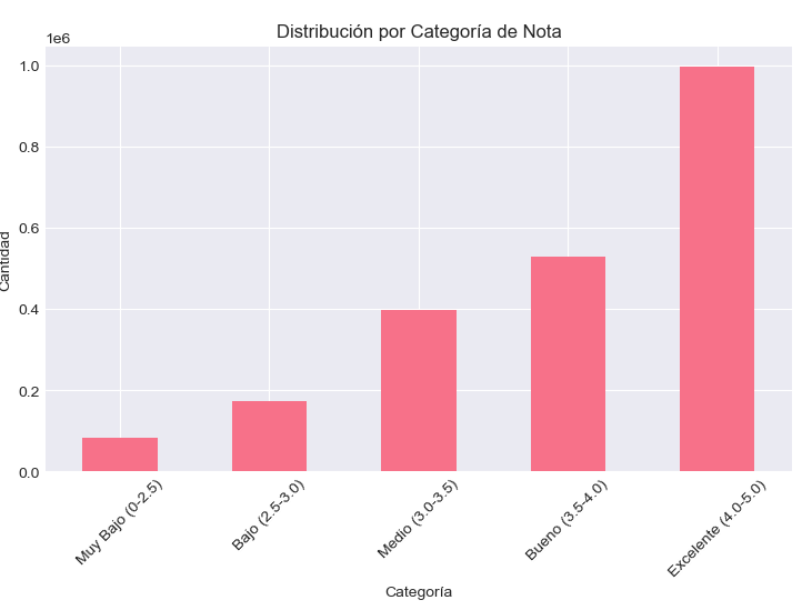 Distribución por Categoría de Nota
1e6
1.0
0.8
0.6
0.4
0.2
0.0
Cantidad
Muy Bajo (0-2.5)
Bajo (2.5-3.0)
Medio (3.0-3.5)
Bueno (3.5-4.0)
Excelente (4.0-5.0)
Categoría